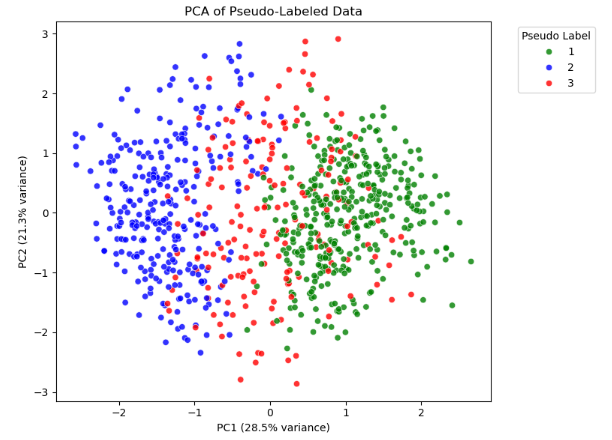 PCA of Pseudo-Labeled Data
Pseudo Label
1
2
3
3
2
1
0
−1
−2
−3
PC2 (21.3% variance)
−2 −1 0 1 2
PC1 (28.5% variance)